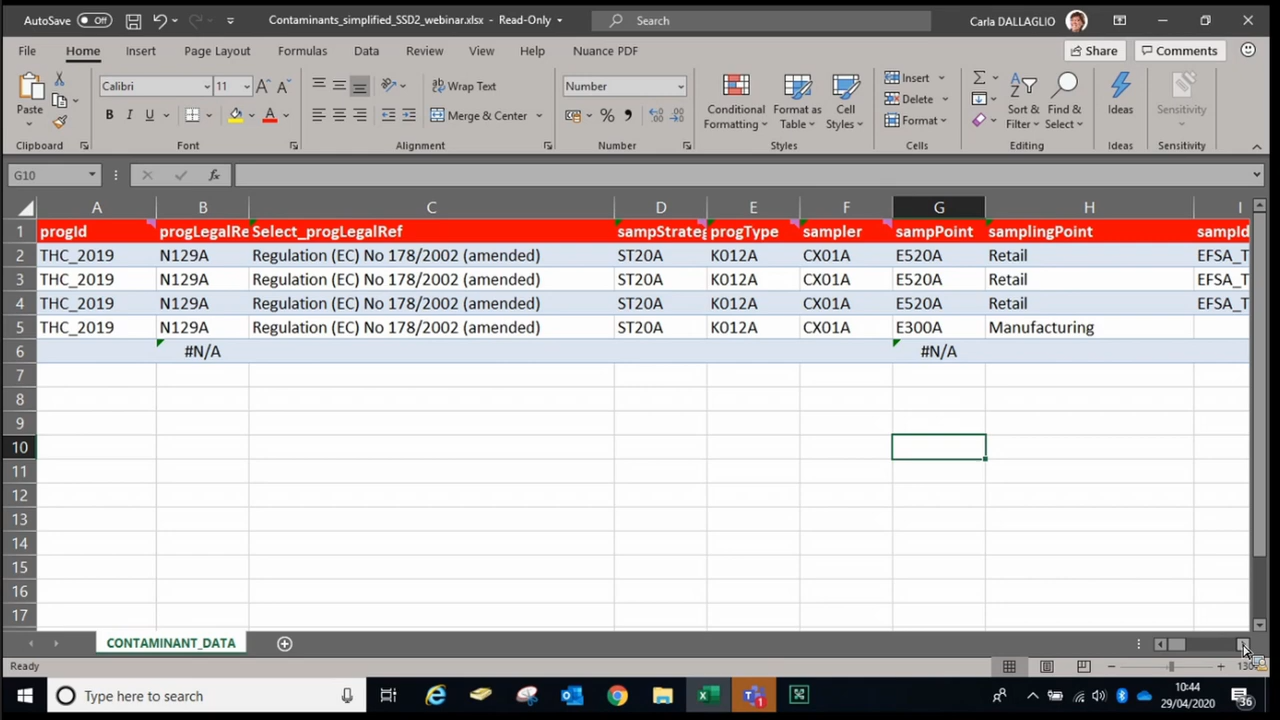 AutoSave Off Contaminants_simplified_SSD2_webinar.xlsx - Read-Only Search Carla DALLAGLIO
File Home Insert Page Layout Formulas Data Review View Help Nuance PDF Share Comments
Paste Calibri 11 Wrap Text Number Conditional Formatting Format as Table Cell Styles Insert Sort & Filter Find & Select Ideas Sensitivity
B I U A Merge & Center % Delete
Format
Clipboard Font Alignment Number Styles Cells Editing Ideas Sensitivity
G10 fx
A B C D E F G H I
1 progId progLegalRe Select_progLegalRef sampStrateg progType sampler sampPoint samplingPoint sampId
2 THC_2019 N129A Regulation (EC) No 178/2002 (amended) ST20A K012A CX01A E520A Retail EFSA_T
3 THC_2019 N129A Regulation (EC) No 178/2002 (amended) ST20A K012A CX01A E520A Retail EFSA_T
4 THC_2019 N129A Regulation (EC) No 178/2002 (amended) ST20A K012A CX01A E520A Retail EFSA_T
5 THC_2019 N129A Regulation (EC) No 178/2002 (amended) ST20A K012A CX01A E300A Manufacturing
6 #N/A #N/A
7
8
9
10
11
12
13
14
15
16
17
CONTAMINANT_DATA
Ready
Type here to search 10:44
29/04/2020 36